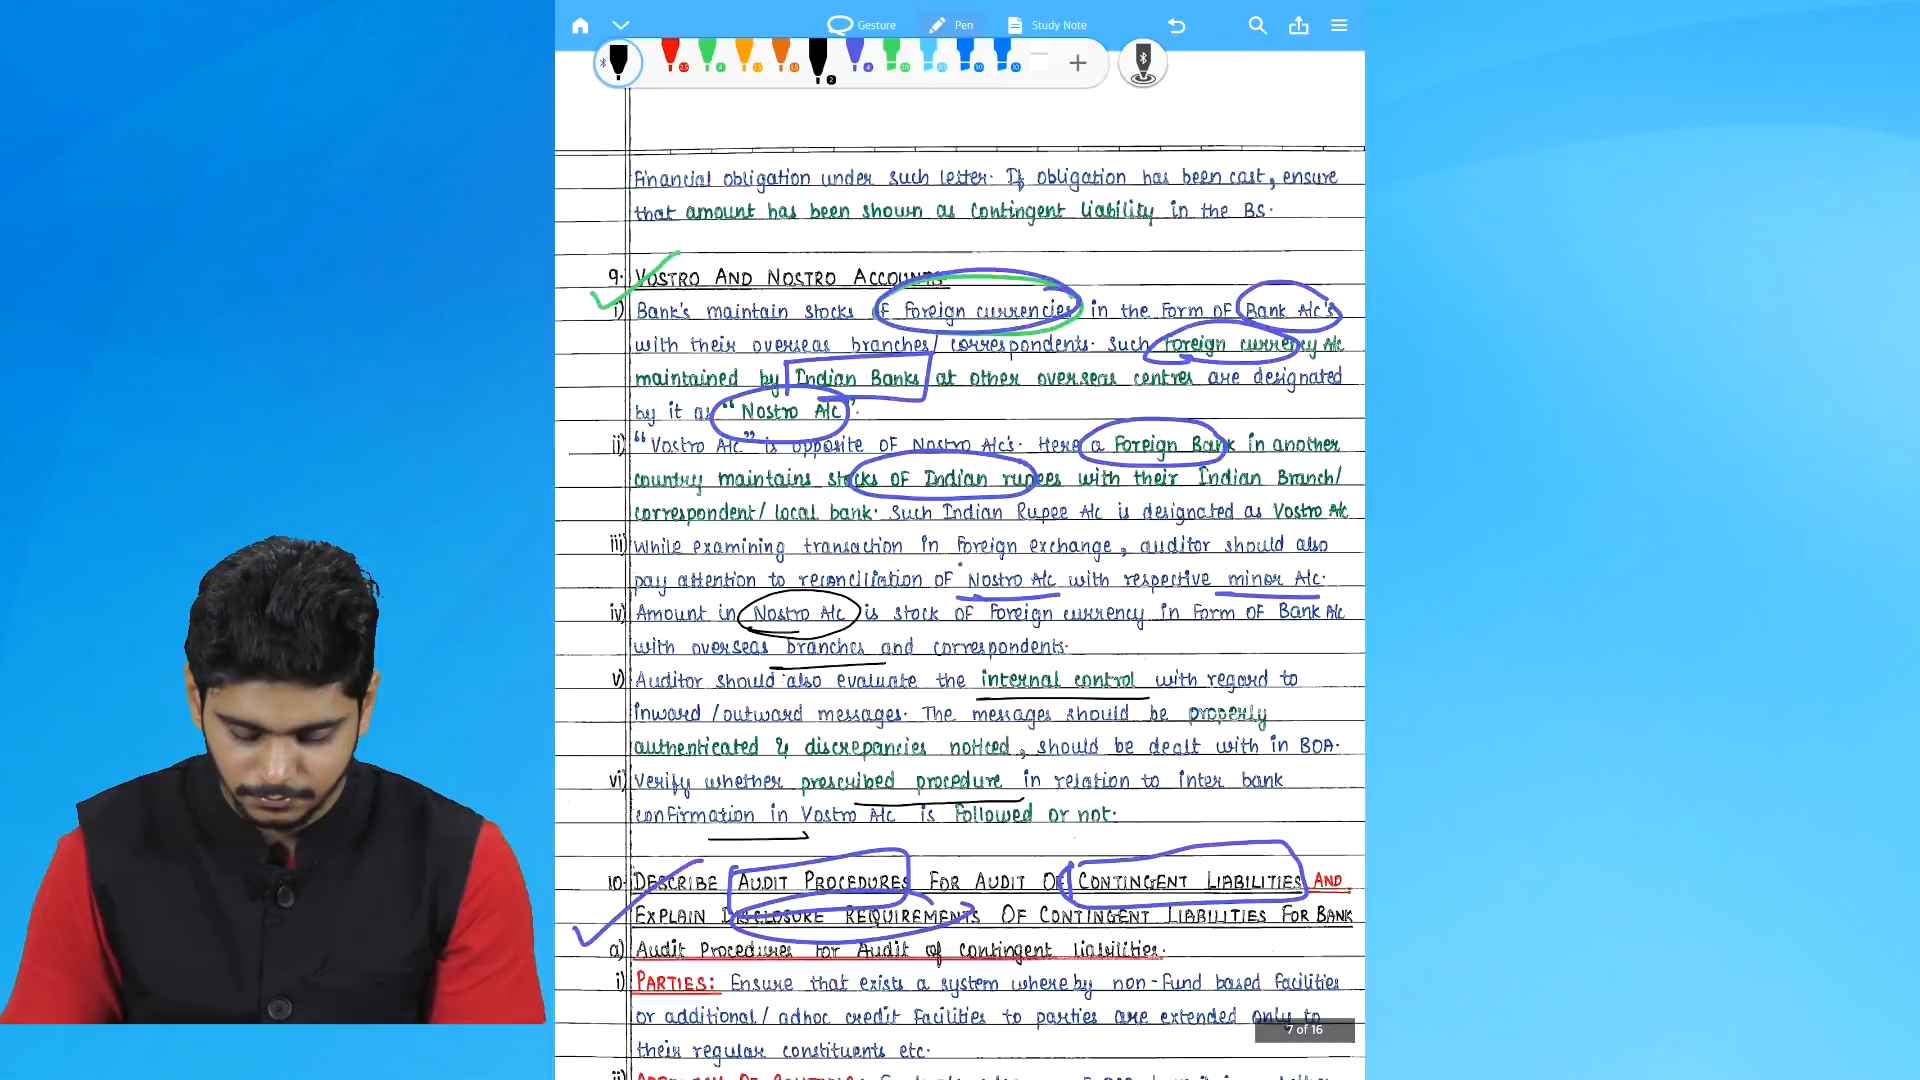 Gesture Pen Study Note
Financial obligation under such letter. If obligation has been cast, ensure
that amount has been shown as contingent liability in the BS.
9. VOSTRO AND NOSTRO ACCOUNTS.
i) Bank's maintain stocks of foreign currencies in the form of Bank A/c's
with their overseas branches/ correspondents. Such foreign currency A/c
maintained by Indian Banks at other overseas centres are designated
by it as "Nostro A/c".
ii) "Vostro A/c" is opposite of Nostro A/c's. Here a Foreign Bank in another
country maintains stocks of Indian rupees with their Indian Branch/
correspondent/ local bank. Such Indian Rupee A/c is designated as Vostro A/c
iii) While examining transaction in foreign exchange, auditor should also
pay attention to reconciliation of Nostro A/c with respective minor A/c.
iv) Amount in Nostro A/c is stock of foreign currency in form of Bank A/c
with overseas branches and correspondents.
v) Auditor should also evaluate the internal control with regard to
inward /outward messages. The messages should be properly
authenticated & discrepancies noticed, should be dealt with in BOA.
vi) Verify whether prescribed procedure in relation to inter bank
confirmation in Vostro A/c is followed or not.
10. DESCRIBE AUDIT PROCEDURES FOR AUDIT OF CONTINGENT LIABILITIES AND
EXPLAIN DISCLOSURE REQUIREMENTS OF CONTINGENT LIABILITIES FOR BANK
a) Audit Procedures for Audit of contingent liabilities.
i) PARTIES: Ensure that exists a system whereby non-Fund based facilities
or additional/ adhoc credit facilities to parties are extended only to
7 of 16
their regular constituents etc.